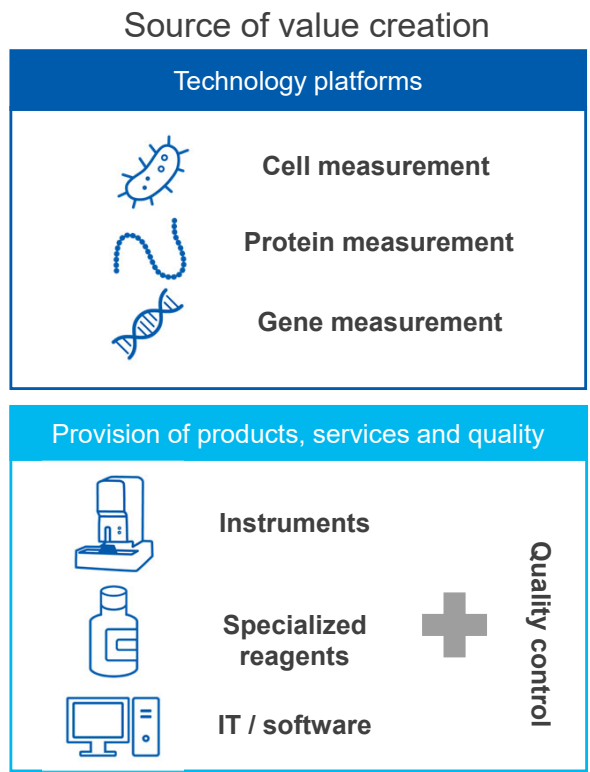 Source of value creation
Technology platforms
Cell measurement
Protein measurement
Gene measurement
Provision of products, services and quality
Instruments
Specialized
reagents
IT / software
Quality control